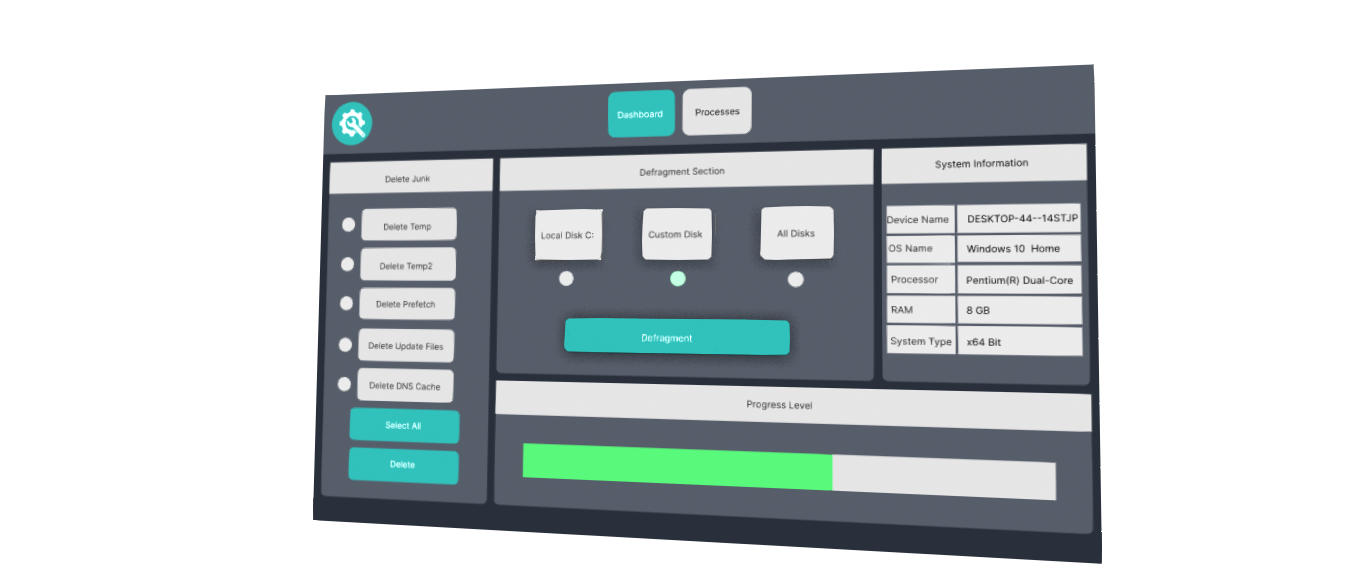 Dashboard
Processes
Delete Junk
Delete Temp
Delete Temp2
Delete Prefetch
Delete Update Files
Delete DNS Cache
Select All
Delete
Defragment Section
Local Disk C:
Custom Disk
All Disks
Defragment
System Information
Device Name DESKTOP-44--14STJP
OS Name Windows 10 Home
Processor Pentium(R) Dual-Core
RAM 8 GB
System Type x64 Bit
Progress Level